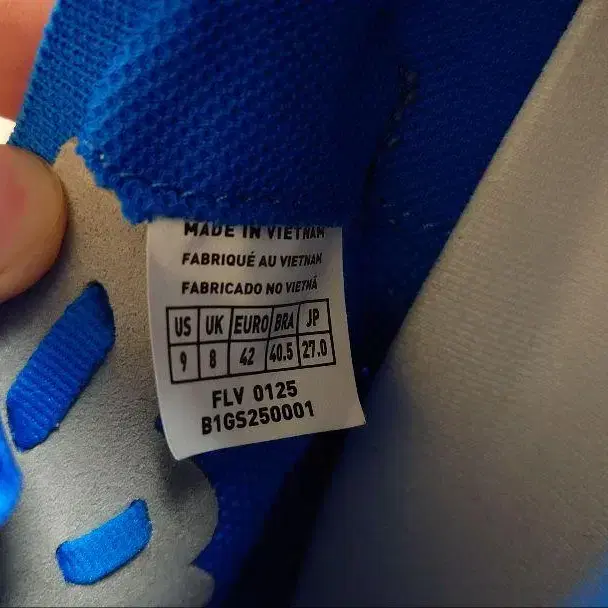 MADE IN VIETNAM
FABRIQUÉ AU VIETNAM
FABRICADO NO VIETNÃ
US UK EURO BRA JP
9 8 42 40.5 27.0
FLV 0125
B1GS250001